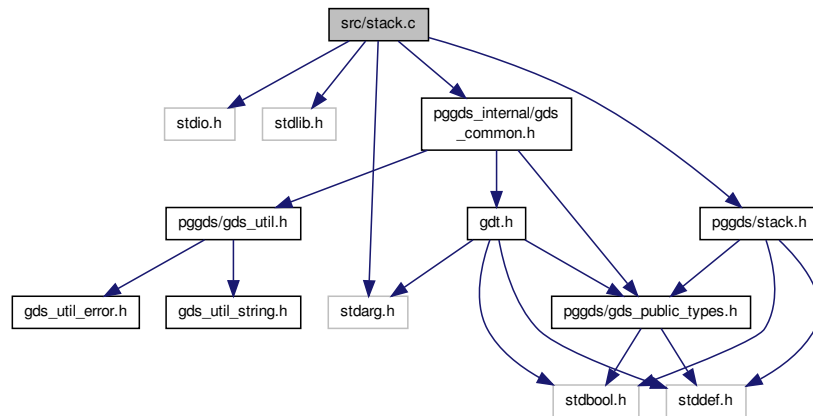 src/stack.c
stdio.h
stdlib.h
pggds_internal/gds
_common.h
pggds/gds_util.h
gdt.h
pggds/stack.h
gds_util_error.h
gds_util_string.h
stdarg.h
pggds/gds_public_types.h
stdbool.h
stddef.h